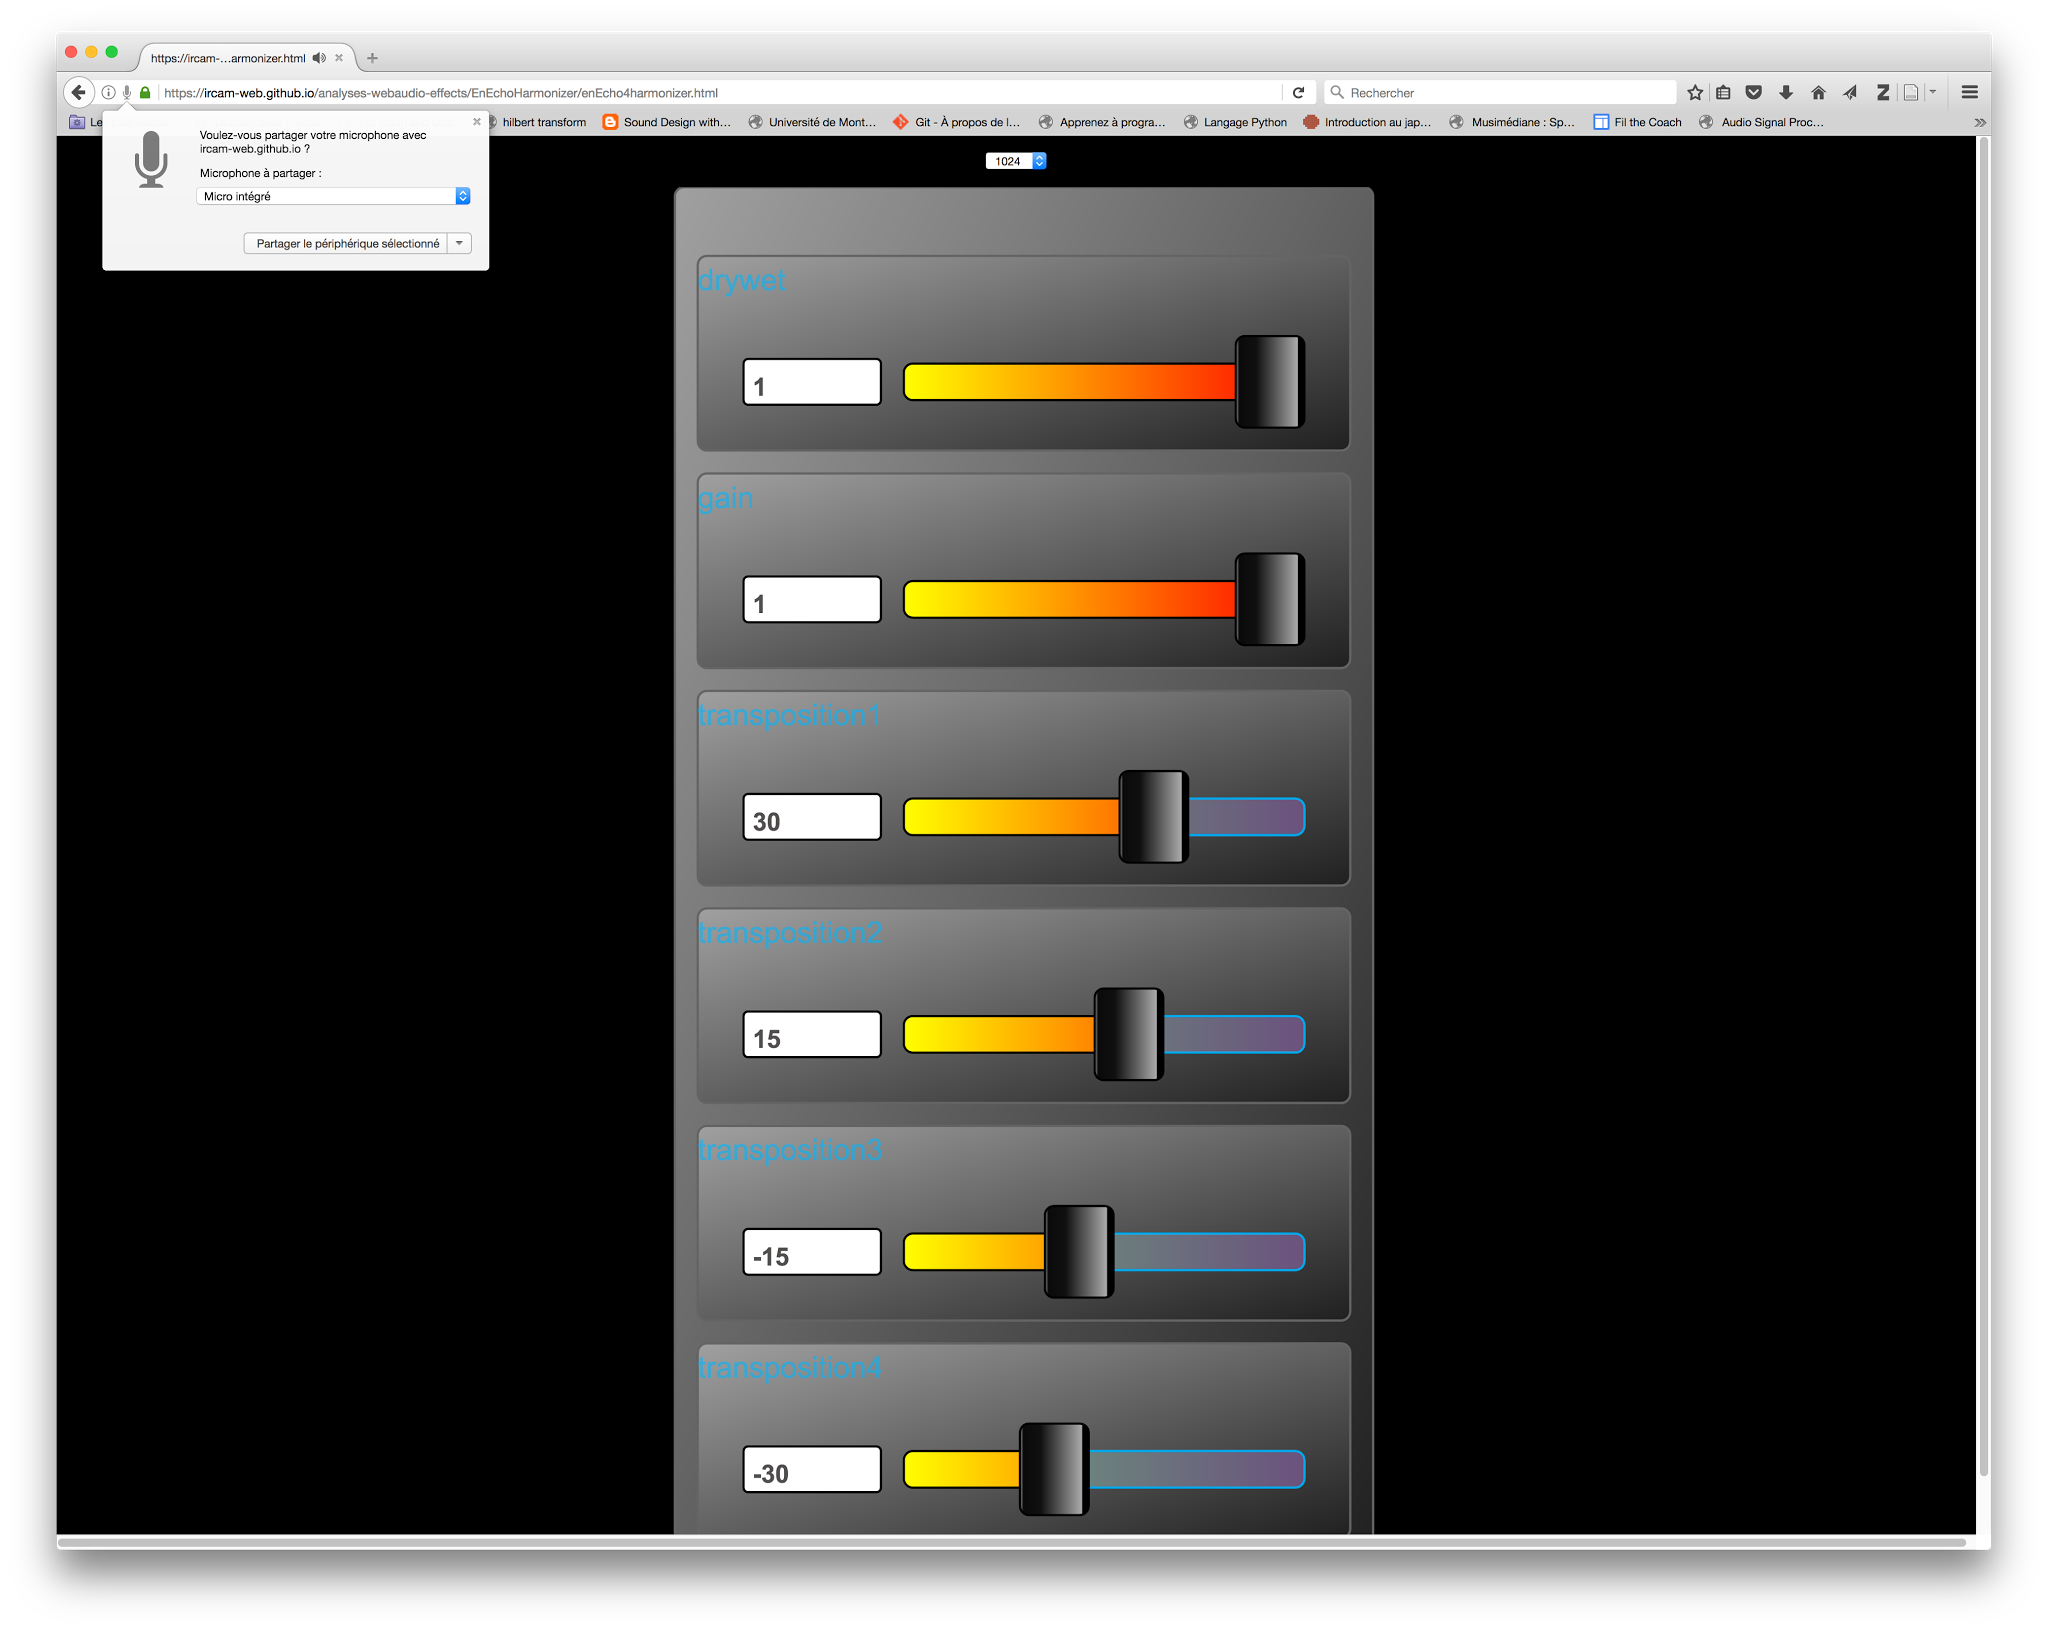 https://ircam-...armonizer.html
https://ircam-web.github.io/analyses-webaudio-effects/EnEchoHarmonizer/enEcho4harmonizer.html
Rechercher
hilbert transform
Sound Design with...
Université de Mont...
Git - À propos de l...
Apprenez à progra...
Langage Python
Introduction au jap...
Musimédiane : Sp...
Fil the Coach
Audio Signal Proc...
Voulez-vous partager votre microphone avec
ircam-web.github.io ?
Microphone à partager :
Micro intégré
Partager le périphérique sélectionné
1024
drywet
1
gain
1
transposition1
30
transposition2
15
transposition3
-15
transposition4
-30